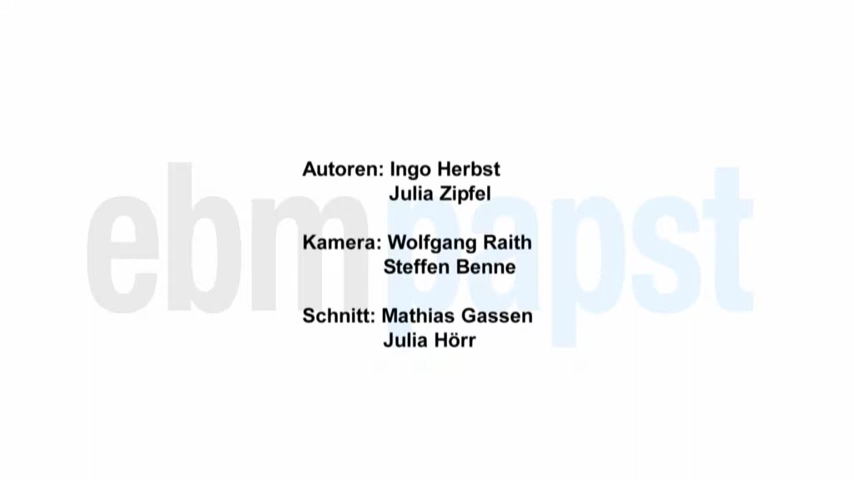 ebmpapst
Autoren: Ingo Herbst
Julia Zipfel
Kamera: Wolfgang Raith
Steffen Benne
Schnitt: Mathias Gassen
Julia Hörr